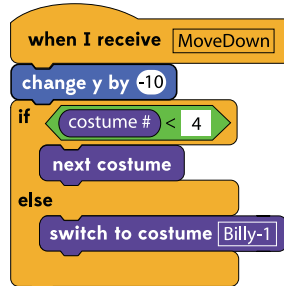 when I receive MoveDown
change y by -10
if costume # < 4
next costume
else
switch to costume Billy-1